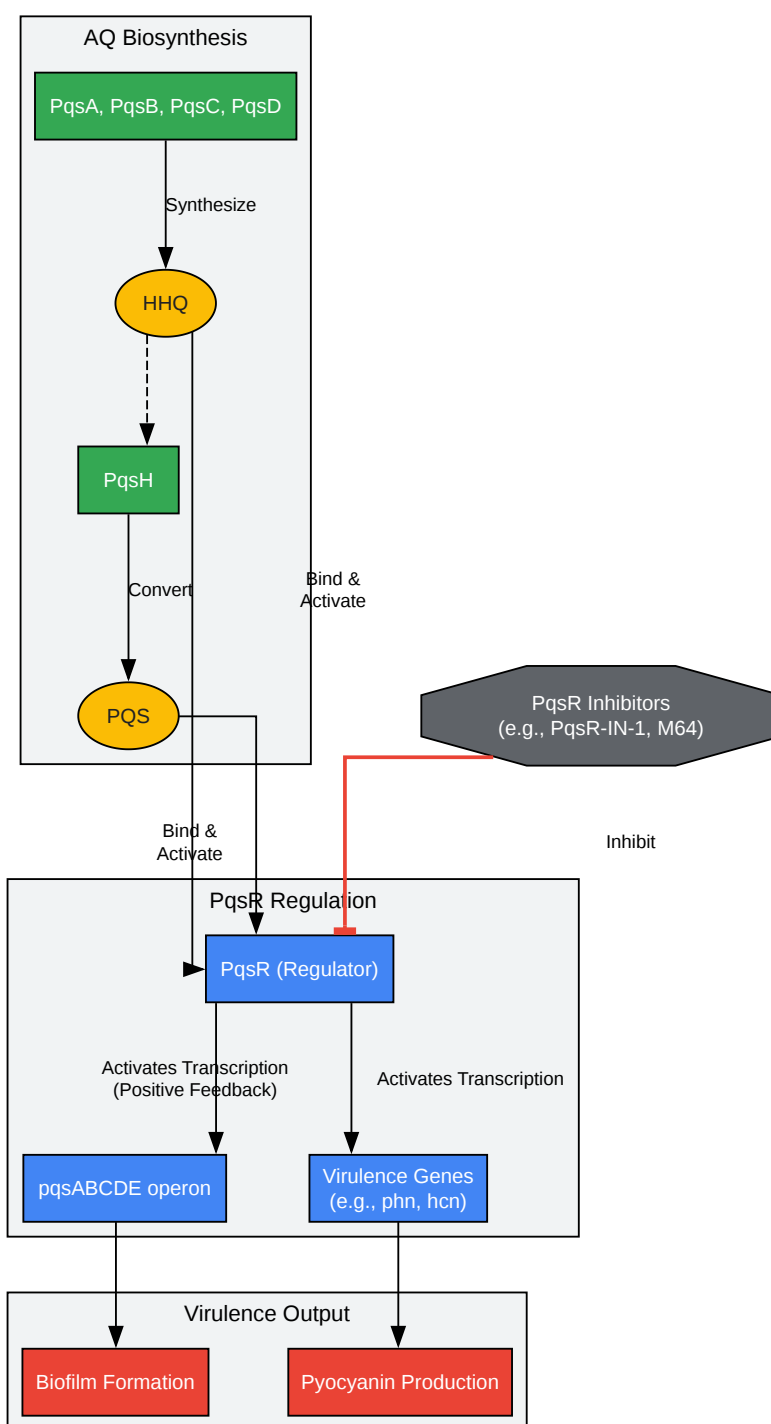 AQ Biosynthesis
PqsA, PqsB, PqsC, PqsD
Synthesize
HHQ
PqsH
Convert
Bind &
Activate
PQS
PqsR Inhibitors
(e.g., PqsR-IN-1, M64)
Bind &
Activate
Inhibit
PqsR Regulation
PqsR (Regulator)
Activates Transcription
(Positive Feedback)
Activates Transcription
pqsABCDE operon
Virulence Genes
(e.g., phn, hcn)
Virulence Output
Biofilm Formation
Pyocyanin Production